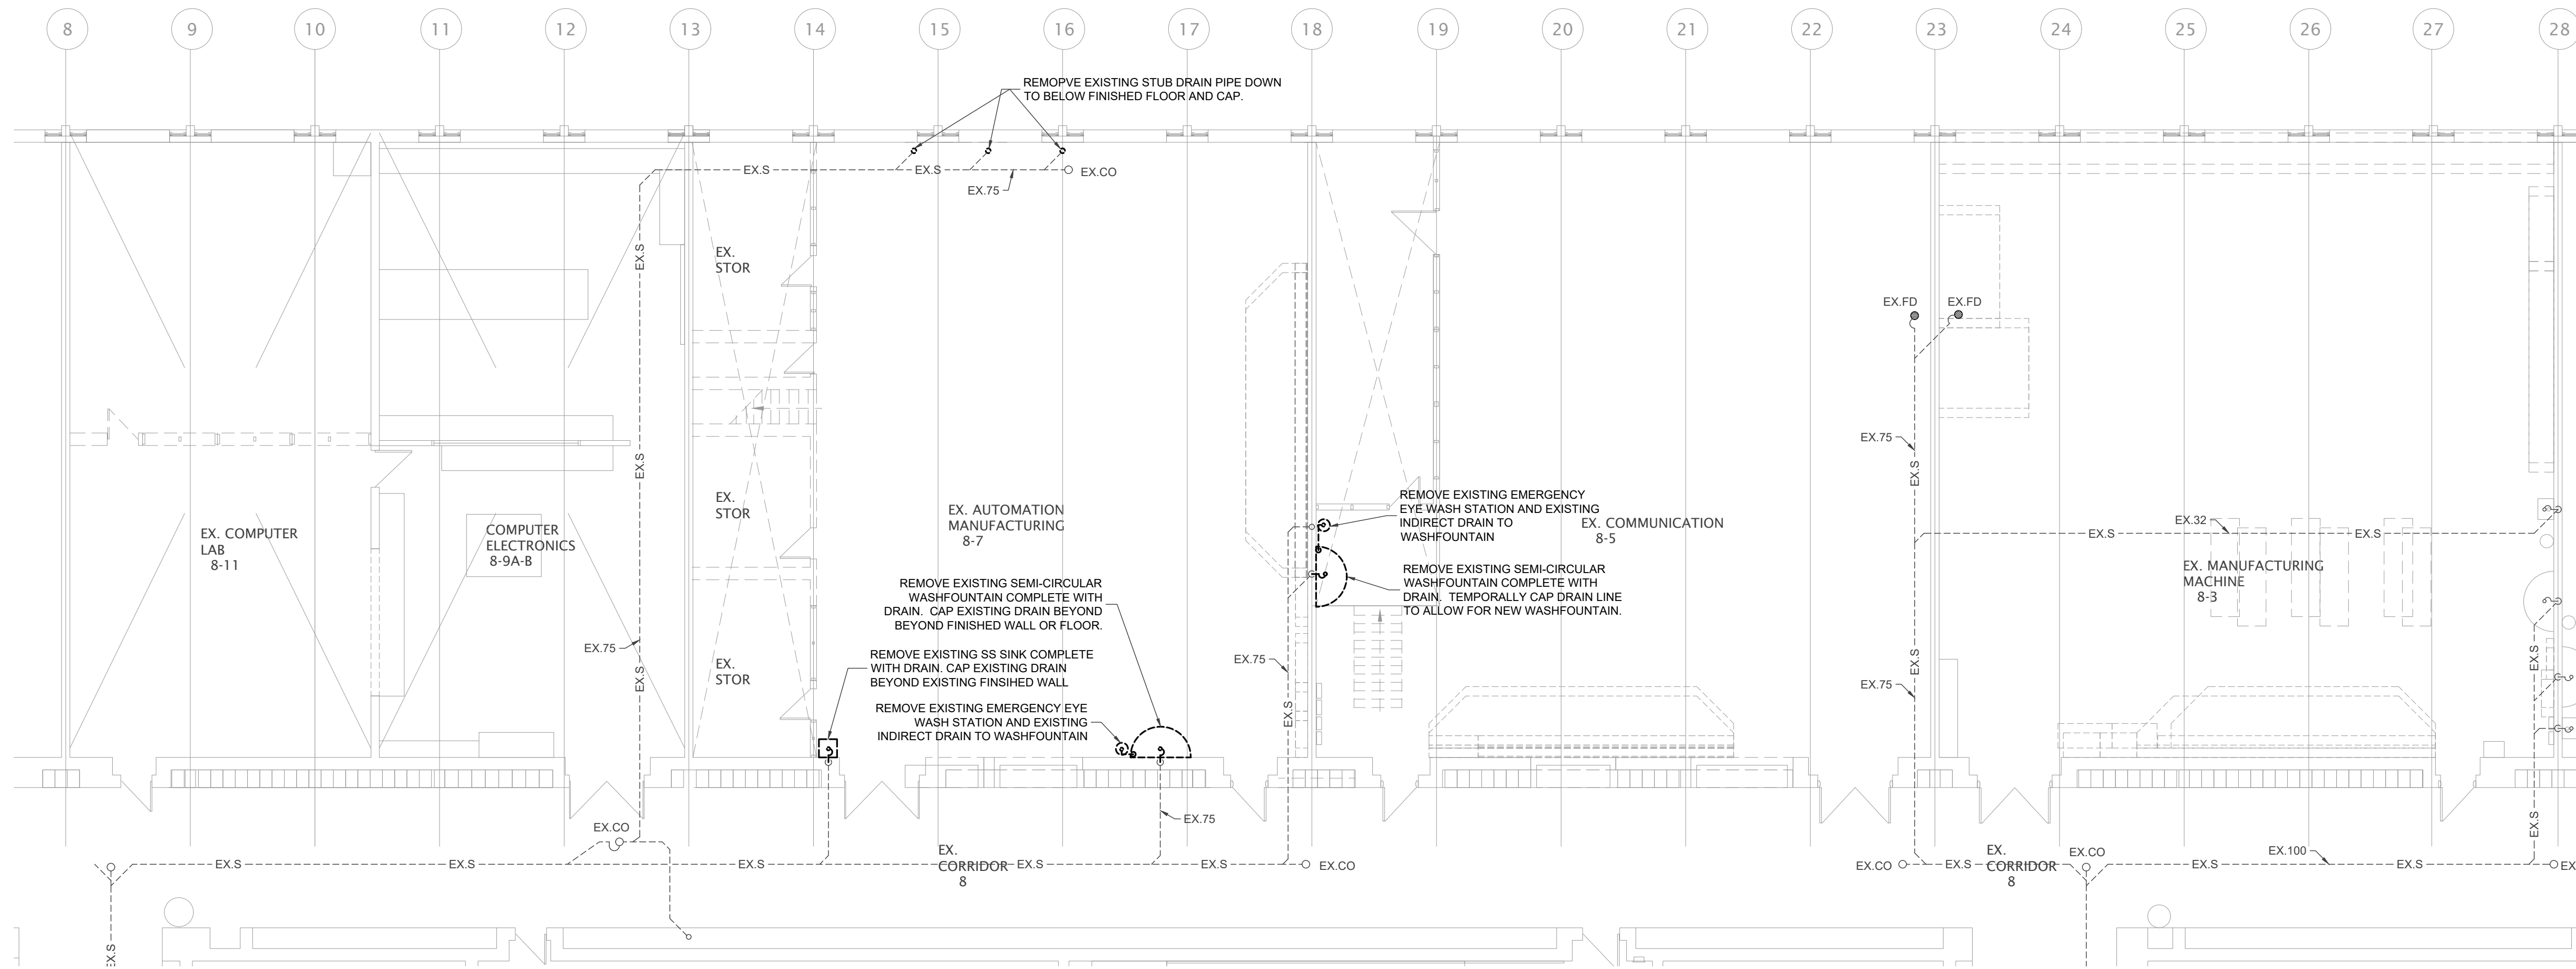 8
9
10
11
12
13
14
15
16
17
18
19
20
21
22
23
24
25
26
27
28
REMOPVE EXISTING STUB DRAIN PIPE DOWN
TO BELOW FINISHED FLOOR AND CAP.
EX.S
EX.S
EX.CO
EX.75
EX.S
EX.
STOR
EX.FD
EX.FD
EX.75
EX.S
EX.S
EX.
STOR
EX. AUTOMATION
MANUFACTURING
8-7
REMOVE EXISTING EMERGENCY
EYE WASH STATION AND EXISTING
INDIRECT DRAIN TO
WASHFOUNTAIN
EX. COMMUNICATION
8-5
EX.32
EX.S
EX.S
EX. COMPUTER
LAB
8-11
COMPUTER
ELECTRONICS
8-9A-B
REMOVE EXISTING SEMI-CIRCULAR
WASHFOUNTAIN COMPLETE WITH
DRAIN. CAP EXISTING DRAIN BEYOND
BEYOND FINISHED WALL OR FLOOR.
REMOVE EXISTING SEMI-CIRCULAR
WASHFOUNTAIN COMPLETE WITH
DRAIN. TEMPORALLY CAP DRAIN LINE
TO ALLOW FOR NEW WASHFOUNTAIN.
EX. MANUFACTURING
MACHINE
8-3
EX.75
EX.S
EX.
STOR
REMOVE EXISTING SS SINK COMPLETE
WITH DRAIN. CAP EXISTING DRAIN
BEYOND EXISTING FINSIHED WALL
EX.75
EX.S
EX.75
EX.S
EX.S
REMOVE EXISTING EMERGENCY EYE
WASH STATION AND EXISTING
INDIRECT DRAIN TO WASHFOUNTAIN
EX.75
EX.S
EX.CO
EX.S
EX.S
EX.S
EX.
CORRIDOR
8
EX.S
EX.S
EX.CO
EX.CO
EX.S
EX.
CORRIDOR
8
EX.CO
EX.S
EX.100
EX.S
EX
EX.S